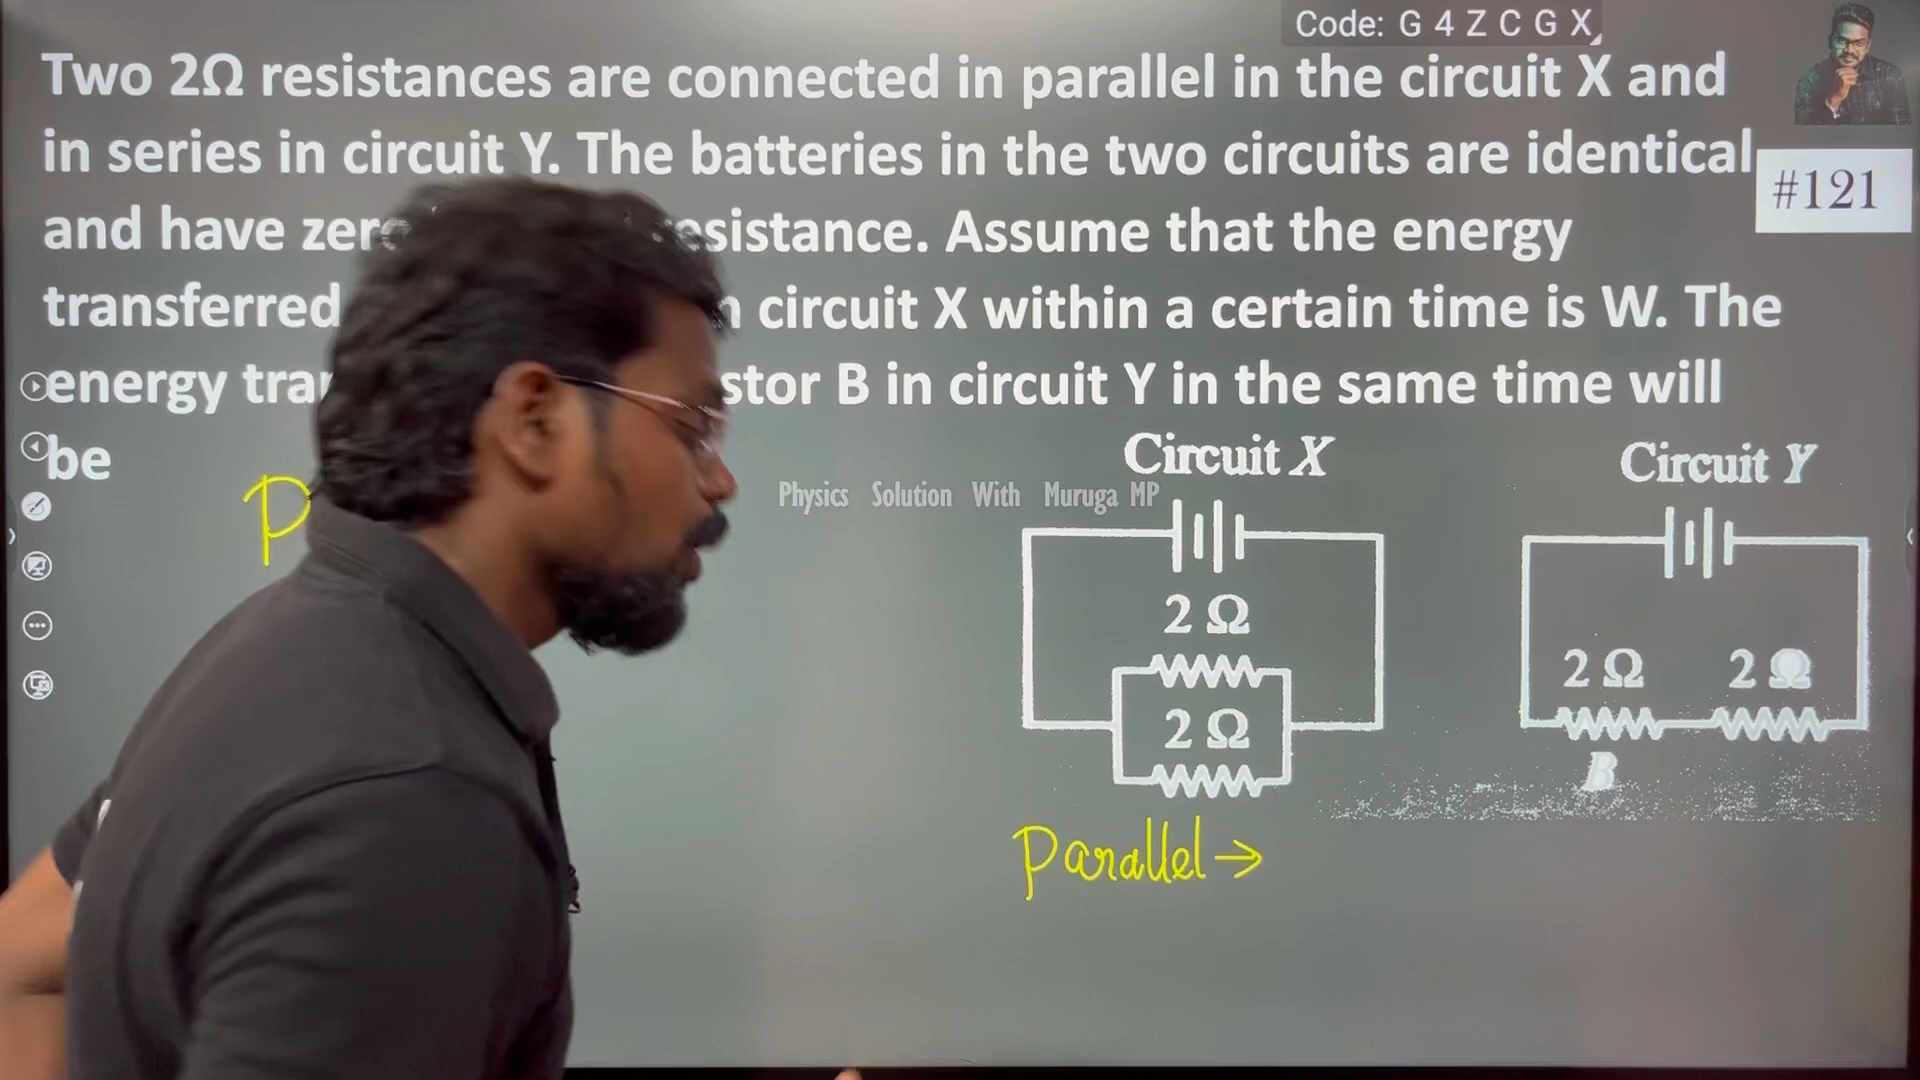 Code: G 4 Z C G X
Two 2Ω resistances are connected in parallel in the circuit X and
in series in circuit Y. The batteries in the two circuits are identical
#121
and have esistance. Assume that the energy
transferred circuit X within a certain time is W. The
energy B in circuit Y in the same time will
be
Circuit X
Circuit Y
Physics Solution With Muruga MP
2 Ω
2 Ω 2 Ω
2 Ω
B
Parallel →